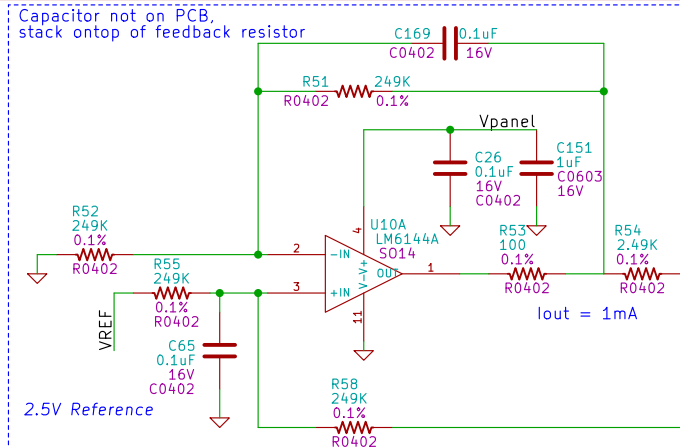 Capacitor not on PCB,
stack ontop of feedback resistor
C169 0.1uF
C0402 16V
R51 249K
R0402 0.1%
Vpanel
C26
0.1uF
16V
C0402
C151
1uF
C0603
16V
R52
249K
0.1%
R0402
2
-IN
4
U10A
LM6144A
SO14
V+
OUT
1
V-
11
3
+IN
R53
100
0.1%
R0402
R54
2.49K
0.1%
R0402
R55
249K
0.1%
R0402
VREF
Iout = 1mA
C65
0.1uF
16V
C0402
2.5V Reference
R58
249K
0.1%
R0402